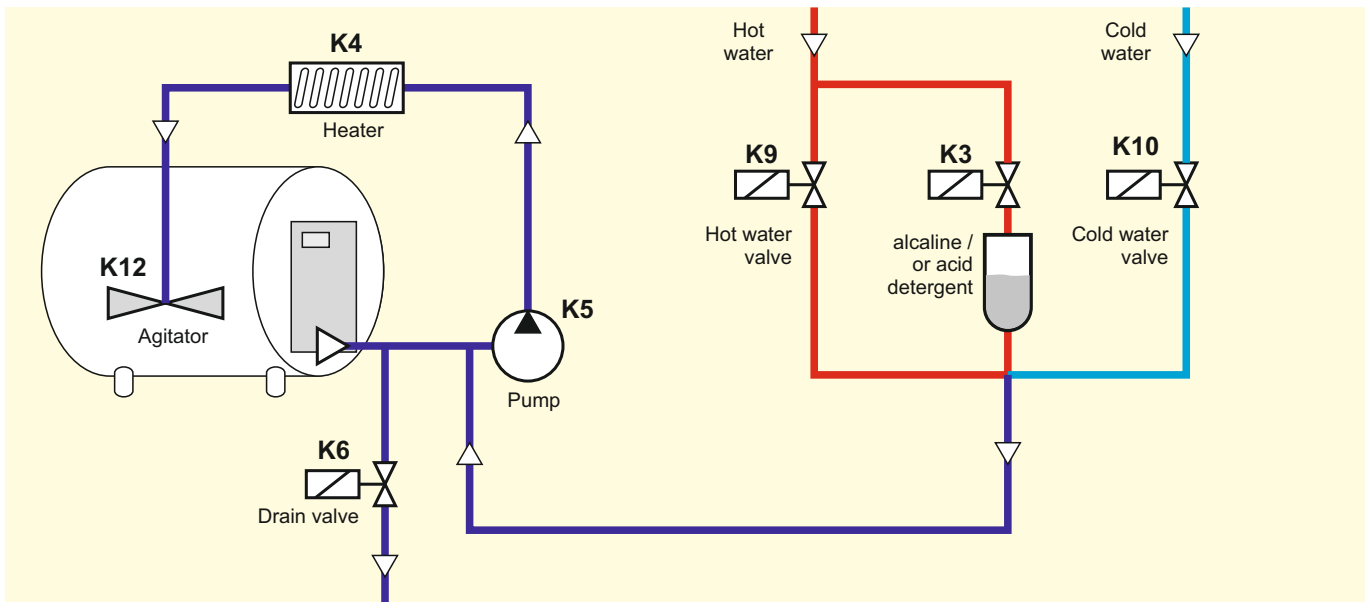 K4
Heater
K12
Agitator
K5
Pump
K6
Drain valve
Hot
water
Cold
water
K9
Hot water
valve
K3
alcaline /
or acid
detergent
K10
Cold water
valve